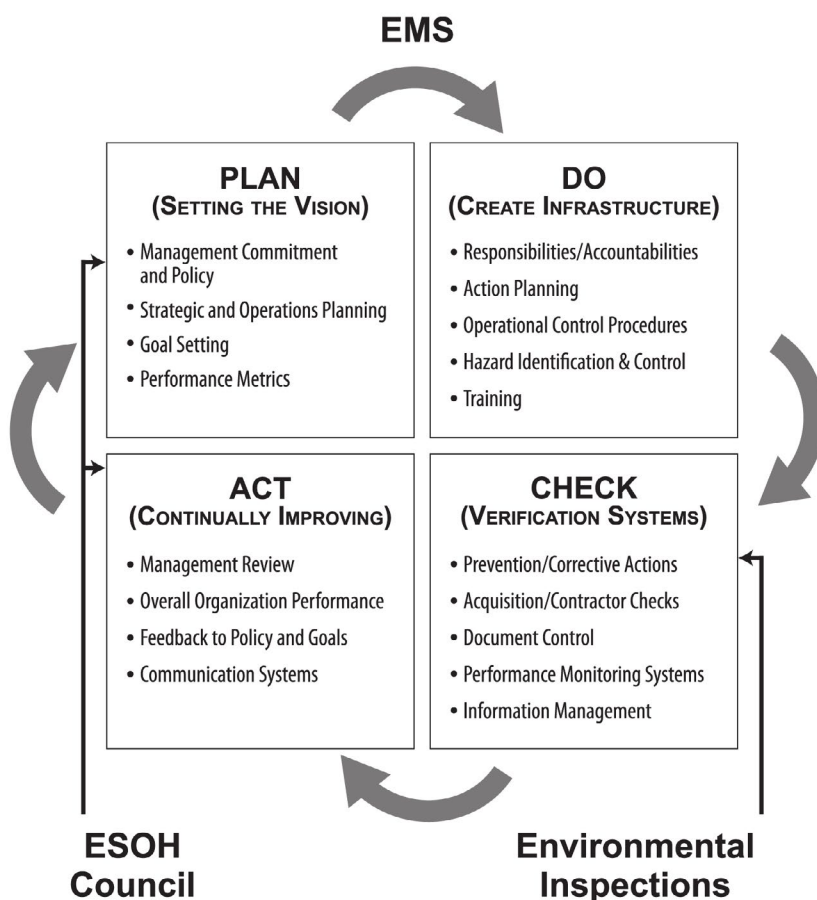 EMS
PLAN
(SETTING THE VISION)
• Management Commitment
and Policy
• Strategic and Operations Planning
• Goal Setting
• Performance Metrics
DO
(CREATE INFRASTRUCTURE)
• Responsibilities/Accountabilities
• Action Planning
• Operational Control Procedures
• Hazard Identification & Control
• Training
ACT
(CONTINUALLY IMPROVING)
• Management Review
• Overall Organization Performance
• Feedback to Policy and Goals
• Communication Systems
CHECK
(VERIFICATION SYSTEMS)
• Prevention/Corrective Actions
• Acquisition/Contractor Checks
• Document Control
• Performance Monitoring Systems
• Information Management
ESOH
Council
Environmental
Inspections